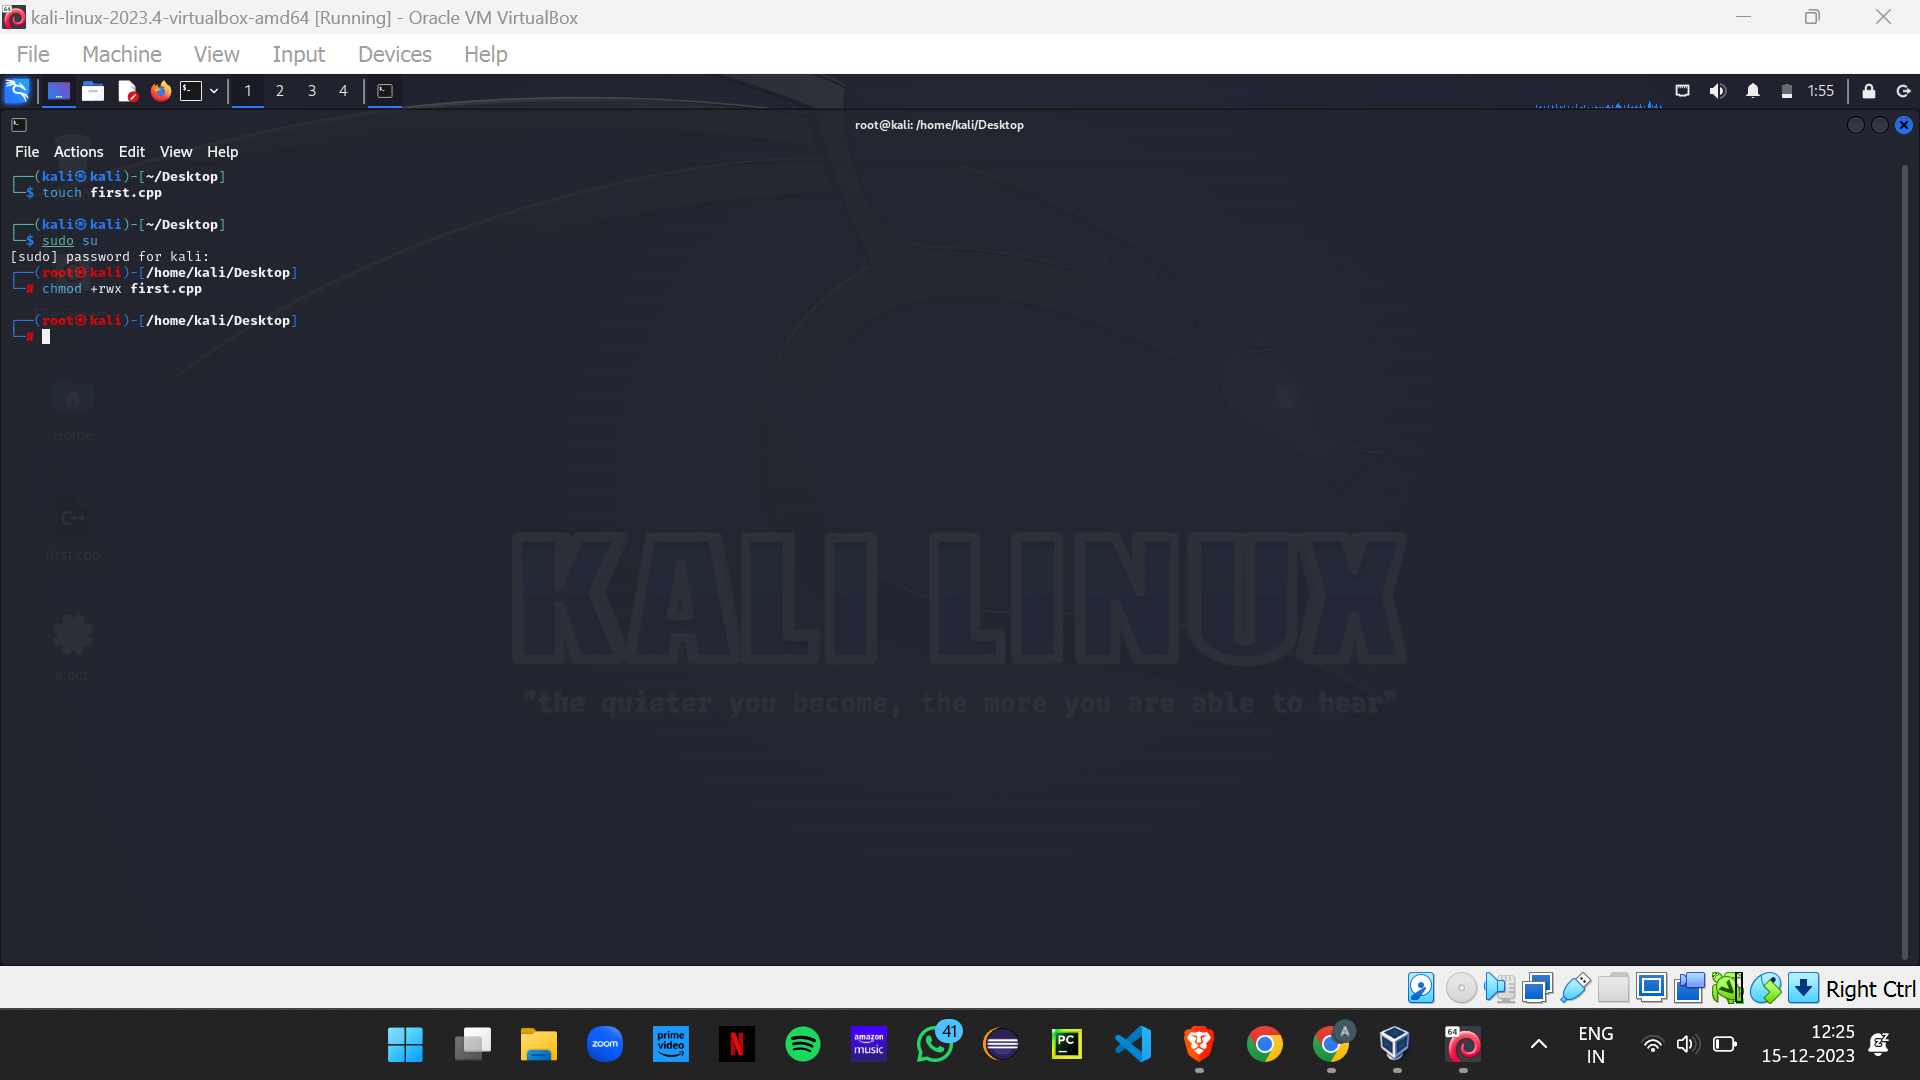 kali-linux-2023.4-virtualbox-amd64 [Running] - Oracle VM VirtualBox
File Machine View Input Devices Help
1 2 3 4 1:55
root@kali: /home/kali/Desktop
File Actions Edit View Help
┌──(kali㉿kali)-[~/Desktop]
└─$ touch first.cpp
┌──(kali㉿kali)-[~/Desktop]
└─$ sudo su
[sudo] password for kali:
┌──(root㉿kali)-[/home/kali/Desktop]
└─# chmod +rwx first.cpp
┌──(root㉿kali)-[/home/kali/Desktop]
└─#
Home
C++
first.cpp
a.out
KALI LINUX
"the quieter you become, the more you are able to hear"
Right Ctrl
zoom
prime video
N
amazon music
41
PC
A
64
ENG
IN
12:25
15-12-2023